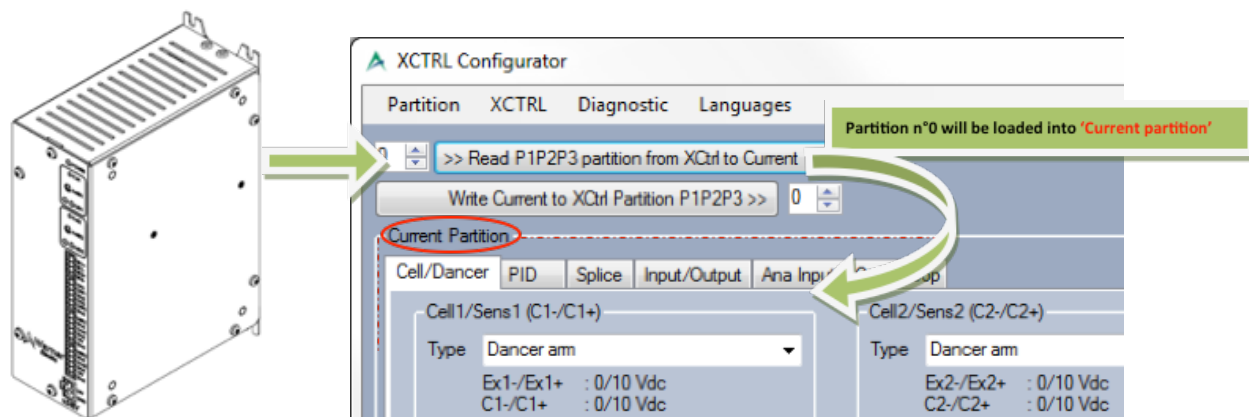 XCTRL Configurator
Partition XCTRL Diagnostic Languages
Partition n°0 will be loaded into ‘Current partition’
>> Read P1P2P3 partition from XCtrl to Current
Write Current to XCtrl Partition P1P2P3 >> 0
Current Partition
Cell/Dancer PID Splice Input/Output Ana Input
Cell1/Sens1 (C1-/C1+) Cell2/Sens2 (C2-/C2+)
Type Dancer arm Type Dancer arm
Ex1-/Ex1+ : 0/10 Vdc Ex2-/Ex2+ : 0/10 Vdc
C1-/C1+ : 0/10 Vdc C2-/C2+ : 0/10 Vdc